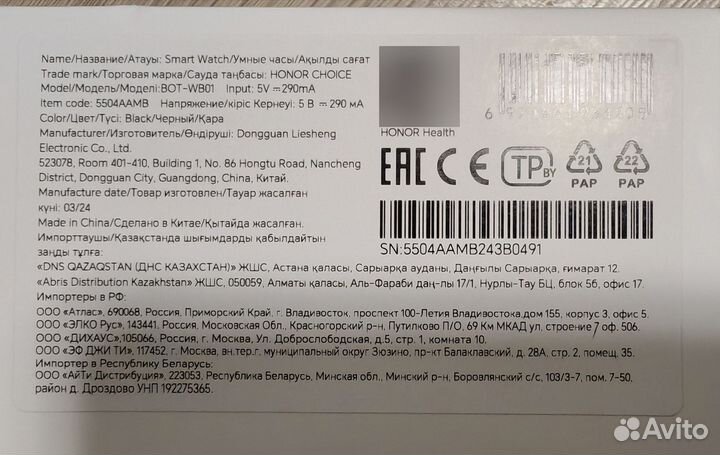 Name/Название/Атауы: Smart Watch/Умные часы/Ақылды сағат
Trade mark/Торговая марка/Сауда таңбасы: HONOR CHOICE
Model/Модель/Моделі: BOT-WB01 Input: 5V ⎓ 290mA
Item code: 5504AAMB Напряжение/кіріс Кернеуі: 5 В ⎓ 290 мА
Color/Цвет/Түсі: Black/Черный/Қара
Manufacturer/Изготовитель/Өндіруші: Dongguan Liesheng
Electronic Co., Ltd.
523078, Room 401-410, Building 1, No. 86 Hongtu Road, Nancheng
District, Dongguan City, Guangdong, China, Китай.
Manufacture date/Товар изготовлен/Тауар жасалған
күні: 03/24
Made in China/Сделано в Китае/Қытайда жасалған.
Импорттаушы/Қазақстанда шығымдарды қабылдайтын
заңды тұлға:
HONOR Health
EAC CE TP BY 21 PAP 22 PAP
SN:5504AAMB243B0491
«DNS QAZAQSTAN (ДНС КАЗАХСТАН)» ЖШС, Астана қаласы, Сарыарқа ауданы, Даңғылы Сарыарқа, ғимарат 12.
«Abris Distribution Kazakhstan» ЖШС, 050059, Алматы қаласы, Аль-Фараби даң-лы 17/1, Нурлы-Тау БЦ, блок 5б, офис 17.
Импортеры в РФ:
ООО «Атлас», 690068, Россия, Приморский Край, г. Владивосток, проспект 100-Летия Владивостока,дом 155, корпус 3, офис 5.
ООО «ЭЛКО Рус», 143441, Россия, Московская Обл., Красногорский р-н, Путилково П/О, 69 Км МКАД ул, строение 7 оф. 506.
ООО «ДИХАУС»,105066, Россия, г. Москва, Ул. Доброслободская, д.5, стр. 1, комната 10.
ООО «ЭФ ДЖИ ТИ», 117452, г. Москва, вн.тер.г. муниципальный округ Зюзино, пр-кт Балаклавский, д. 28А, стр. 2, помещ. 35.
Импортер в Республику Беларусь:
ООО «АйТи Дистрибуция», 223053, Республика Беларусь, Минская обл., Минский р-н, Боровлянский с/с, 103/3-7, пом. 7-50,
район д. Дроздово УНП 192275365.
Avito